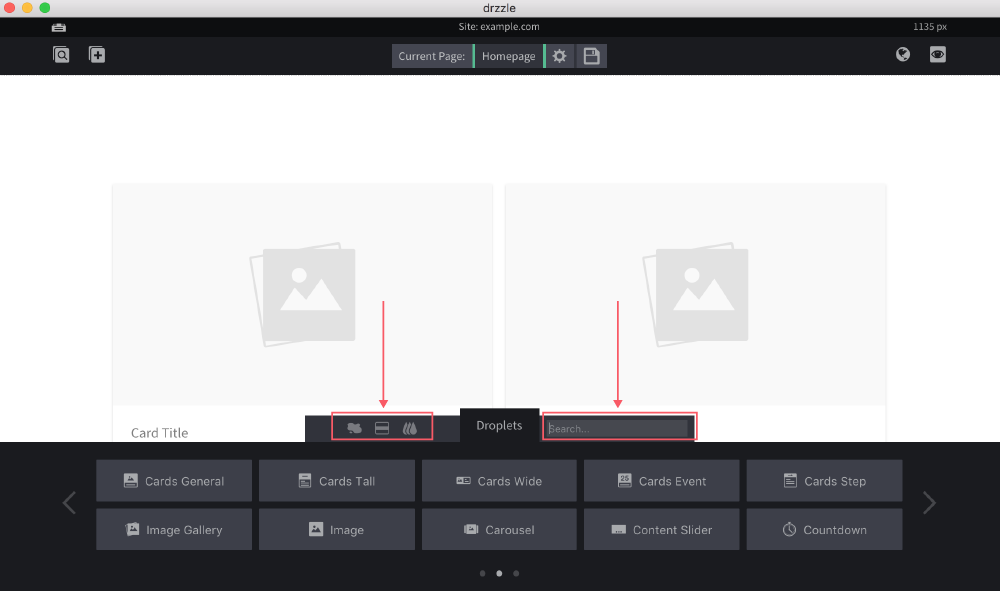 drzzle
Site: example.com
1135 px
Current Page: Homepage
Card Title
Droplets
Search...
Cards General
Cards Tall
Cards Wide
25
Cards Event
Cards Step
Image Gallery
Image
Carousel
Content Slider
Countdown